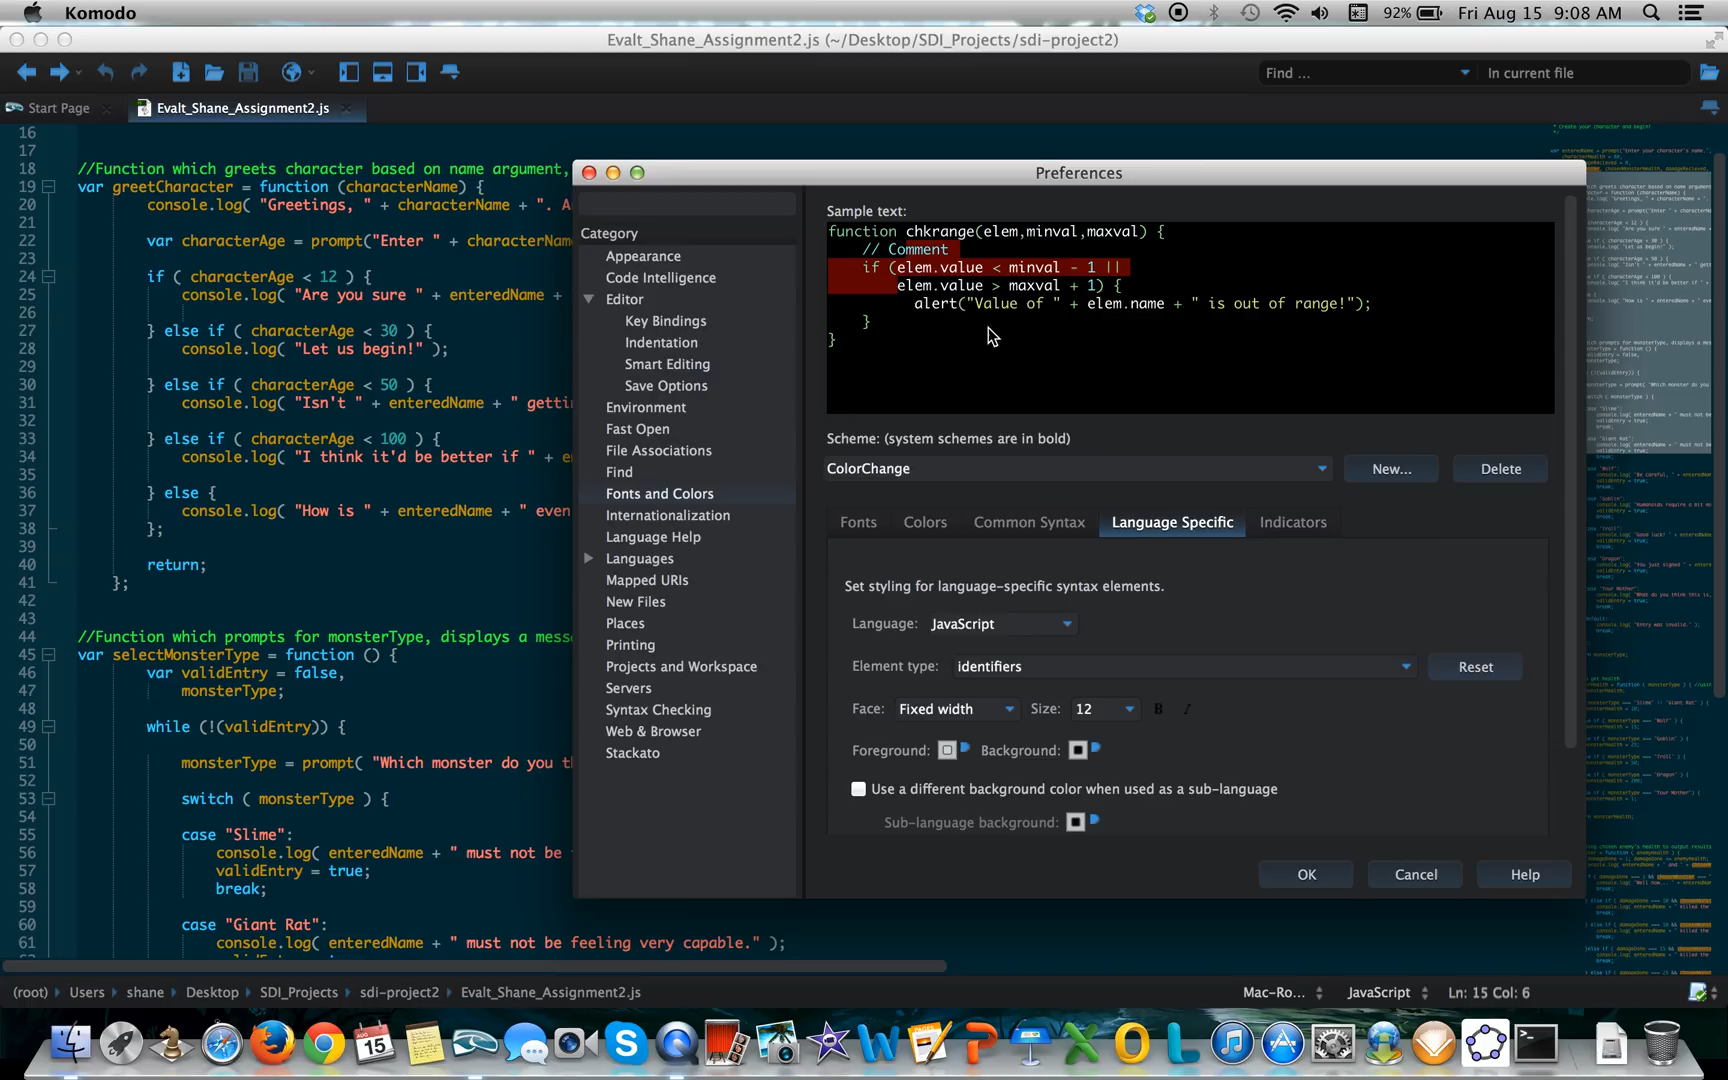 Komodo
92%
Fri Aug 15 9:08 AM
Evalt_Shane_Assignment2.js (~/Desktop/SDI_Projects/sdi-project2)
Find ...
In current file
Start Page
Evalt_Shane_Assignment2.js
16
17
18 //Function which greets character based on name argument,
19 var greetCharacter = function (characterName) {
20 console.log( "Greetings, " + characterName + ". A
21
22 var characterAge = prompt("Enter " + characterNam
23
24 if ( characterAge < 12 ) {
25 console.log( "Are you sure " + enteredName +
26
27 } else if ( characterAge < 30 ) {
28 console.log( "Let us begin!" );
29
30 } else if ( characterAge < 50 ) {
31 console.log( "Isn't " + enteredName + " getti
32
33 } else if ( characterAge < 100 ) {
34 console.log( "I think it'd be better if " + e
35
36 } else {
37 console.log( "How is " + enteredName + " even
38 };
39
40 return;
41 };
42
43
44 //Function which prompts for monsterType, displays a mess
45 var selectMonsterType = function () {
46 var validEntry = false,
47 monsterType;
48
49 while (!(validEntry)) {
50
51 monsterType = prompt( "Which monster do you t
52
53 switch ( monsterType ) {
54
55 case "Slime":
56 console.log( enteredName + " must not be
57 validEntry = true;
58 break;
59
60 case "Giant Rat":
61 console.log( enteredName + " must not be feeling very capable." );
Preferences
Category
Appearance
Code Intelligence
Editor
Key Bindings
Indentation
Smart Editing
Save Options
Environment
Fast Open
File Associations
Find
Fonts and Colors
Internationalization
Language Help
Languages
Mapped URIs
New Files
Places
Printing
Projects and Workspace
Servers
Syntax Checking
Web & Browser
Stackato
Sample text:
function chkrange(elem,minval,maxval) {
// Comment
if (elem.value < minval - 1 ||
elem.value > maxval + 1) {
alert("Value of " + elem.name + " is out of range!");
}
}
Scheme: (system schemes are in bold)
ColorChange
New...
Delete
Fonts
Colors
Common Syntax
Language Specific
Indicators
Set styling for language-specific syntax elements.
Language: JavaScript
Element type: identifiers
Reset
Face: Fixed width
Size: 12
B I
Foreground:
Background:
Use a different background color when used as a sub-language
Sub-language background:
OK
Cancel
Help
(root) Users shane Desktop SDI_Projects sdi-project2 Evalt_Shane_Assignment2.js
Mac-Ro...
JavaScript
Ln: 15 Col: 6
AUG
15